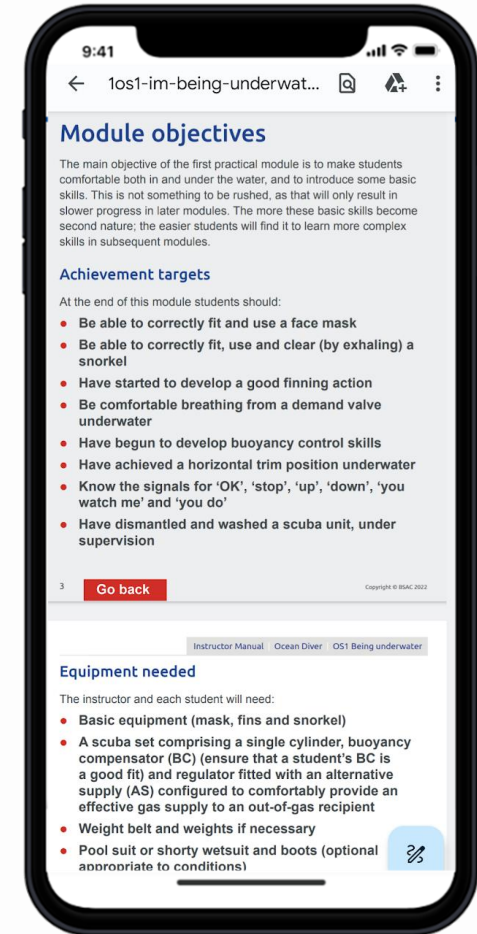 9:41
1os1-im-being-underwat...
Module objectives
The main objective of the first practical module is to make students
comfortable both in and under the water, and to introduce some basic
skills. This is not something to be rushed, as that will only result in
slower progress in later modules. The more these basic skills become
second nature; the easier students will find it to learn more complex
skills in subsequent modules.
Achievement targets
At the end of this module students should:
● Be able to correctly fit and use a face mask
● Be able to correctly fit, use and clear (by exhaling) a
snorkel
● Have started to develop a good finning action
● Be comfortable breathing from a demand valve
underwater
● Have begun to develop buoyancy control skills
● Have achieved a horizontal trim position underwater
● Know the signals for ‘OK’, ‘stop’, ‘up’, ‘down’, ‘you
watch me’ and ‘you do’
● Have dismantled and washed a scuba unit, under
supervision
3 Go back Copyright © BSAC 2022
Instructor Manual Ocean Diver OS1 Being underwater
Equipment needed
The instructor and each student will need:
● Basic equipment (mask, fins and snorkel)
● A scuba set comprising a single cylinder, buoyancy
compensator (BC) (ensure that a student’s BC is
a good fit) and regulator fitted with an alternative
supply (AS) configured to comfortably provide an
effective gas supply to an out-of-gas recipient
● Weight belt and weights if necessary
● Pool suit or shorty wetsuit and boots (optional
appropriate to conditions)